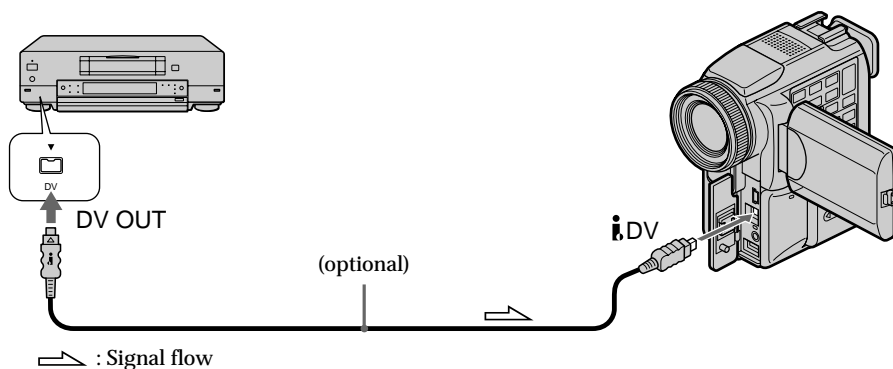 DV
DV OUT
i DV
(optional)
: Signal flow